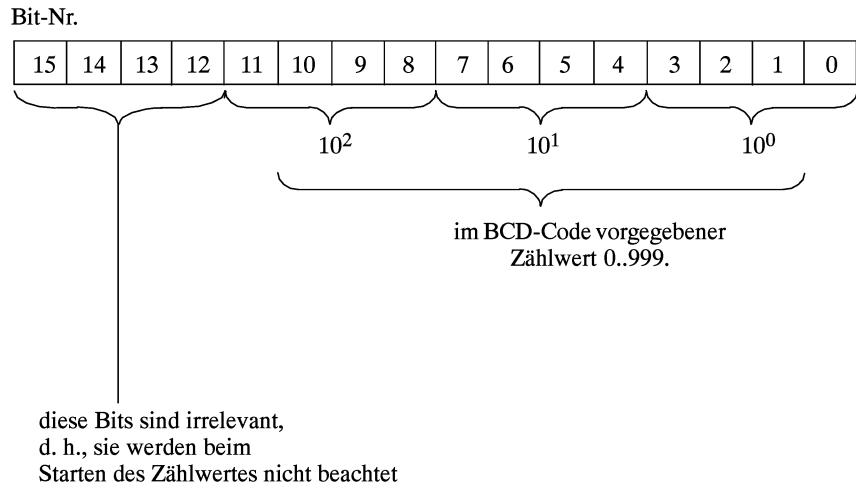 Bit-Nr.
15 14 13 12 11 10 9 8 7 6 5 4 3 2 1 0
10² 10¹ 10⁰
im BCD-Code vorgegebener
Zählwert 0..999.
diese Bits sind irrelevant,
d. h., sie werden beim
Starten des Zählwertes nicht beachtet